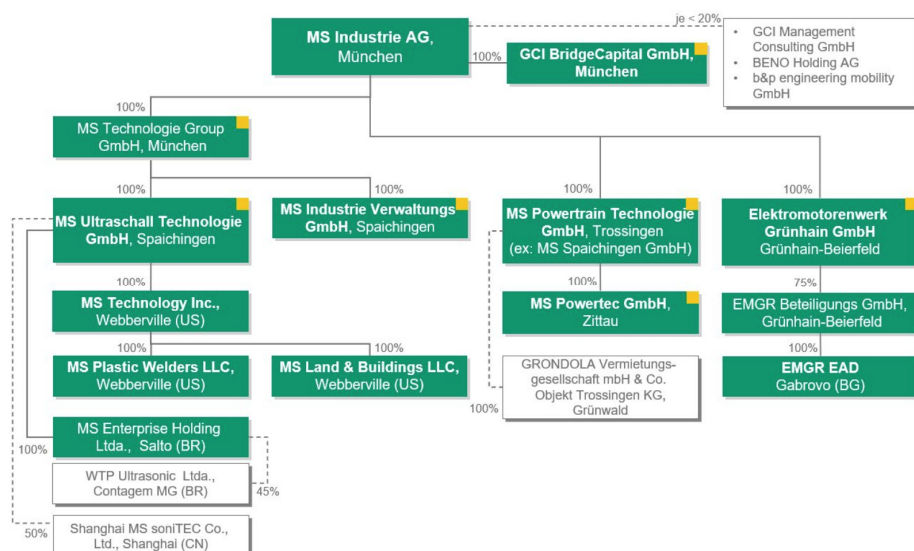 MS Industrie AG,
München
je < 20%
• GCI Management
Consulting GmbH
• BENO Holding AG
• b&p engineering mobility
GmbH
100%
GCI BridgeCapital GmbH,
München
100%
MS Technologie Group
GmbH, München
100%
MS Ultraschall Technologie
GmbH, Spaichingen
100%
MS Industrie Verwaltungs
GmbH, Spaichingen
100%
MS Powertrain Technologie
GmbH, Trossingen
(ex: MS Spaichingen GmbH)
100%
Elektromotorenwerk
Grünhain GmbH
Grünhain-Beierfeld
100%
MS Technology Inc.,
Webberville (US)
100%
MS Powertec GmbH,
Zittau
75%
EMGR Beteiligungs GmbH,
Grünhain-Beierfeld
100%
MS Plastic Welders LLC,
Webberville (US)
100%
MS Land & Buildings LLC,
Webberville (US)
GRONDOLA Vermietungs-
gesellschaft mbH & Co.
Objekt Trossingen KG,
Grünwald
100%
100%
EMGR EAD
Gabrovo (BG)
MS Enterprise Holding
Ltda., Salto (BR)
100%
WTP Ultrasonic Ltda.,
Contagem MG (BR)
45%
50%
Shanghai MS soniTEC Co.,
Ltd., Shanghai (CN)